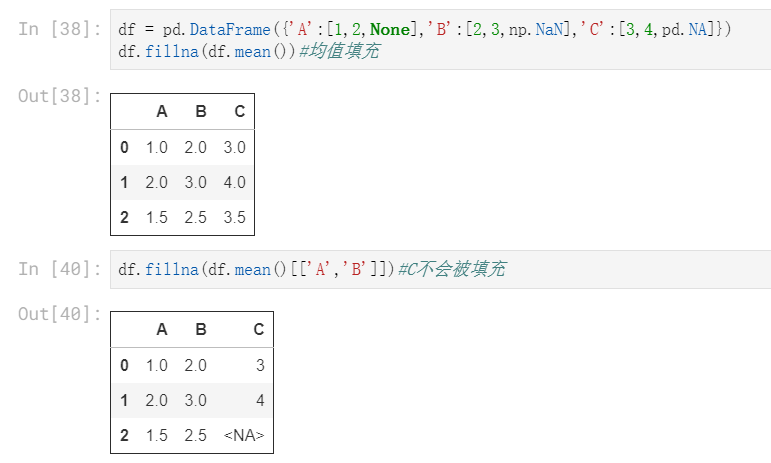 In [38]: df = pd.DataFrame({'A':[1,2,None],'B':[2,3,np.NaN],'C':[3,4,pd.NA]})
df.fillna(df.mean())#均值填充
Out[38]:
A B C
0 1.0 2.0 3.0
1 2.0 3.0 4.0
2 1.5 2.5 3.5
In [40]: df.fillna(df.mean()[['A','B']])#C不会被填充
Out[40]:
A B C
0 1.0 2.0 3
1 2.0 3.0 4
2 1.5 2.5 <NA>